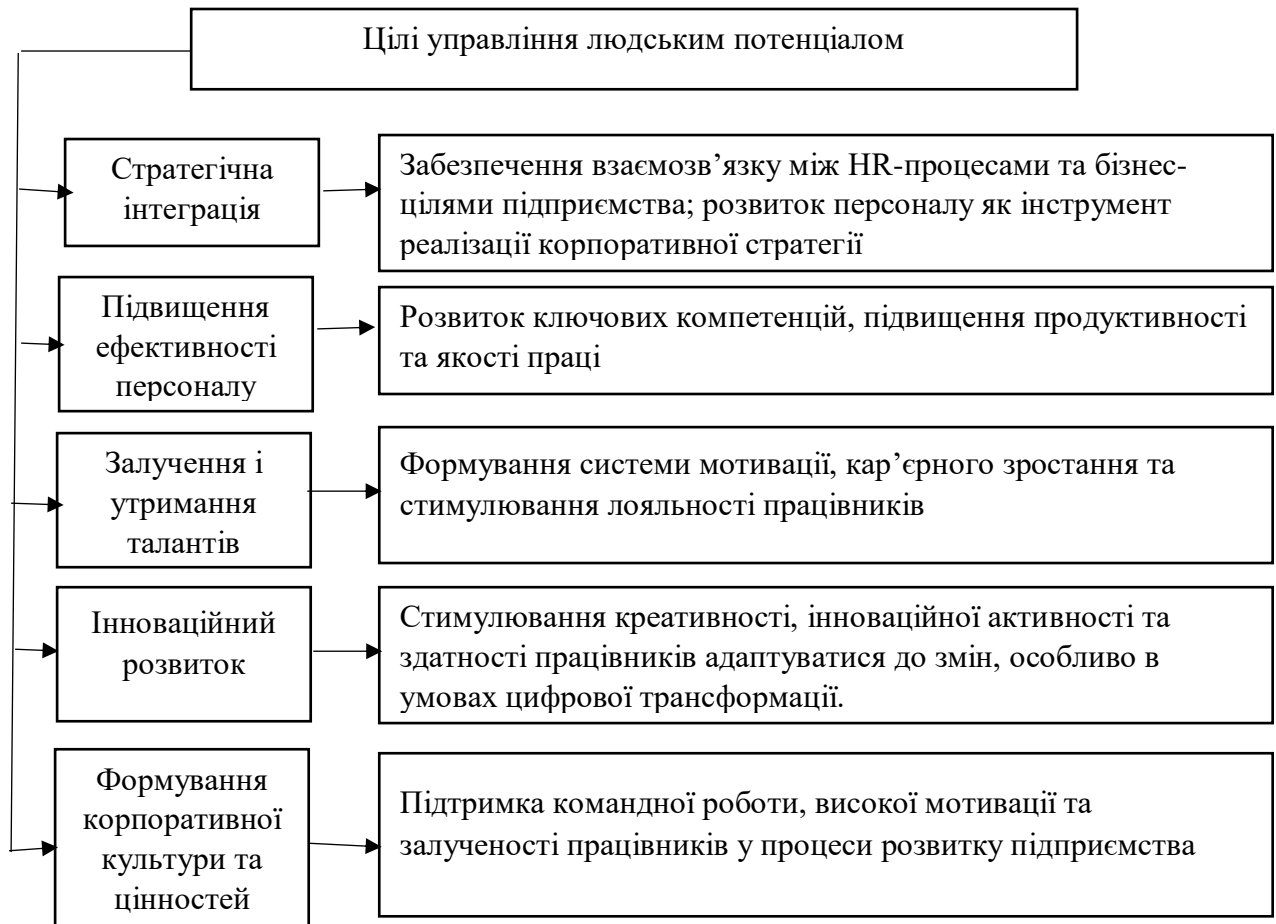 Цілі управління людським потенціалом
Стратегічна
інтеграція
Забезпечення взаємозв’язку між HR-процесами та бізнес-
цілями підприємства; розвиток персоналу як інструмент
реалізації корпоративної стратегії
Підвищення
ефективності
персоналу
Розвиток ключових компетенцій, підвищення продуктивності
та якості праці
Залучення і
утримання
талантів
Формування системи мотивації, кар’єрного зростання та
стимулювання лояльності працівників
Інноваційний
розвиток
Стимулювання креативності, інноваційної активності та
здатності працівників адаптуватися до змін, особливо в
умовах цифрової трансформації.
Формування
корпоративної
культури та
цінностей
Підтримка командної роботи, високої мотивації та
залученості працівників у процеси розвитку підприємства